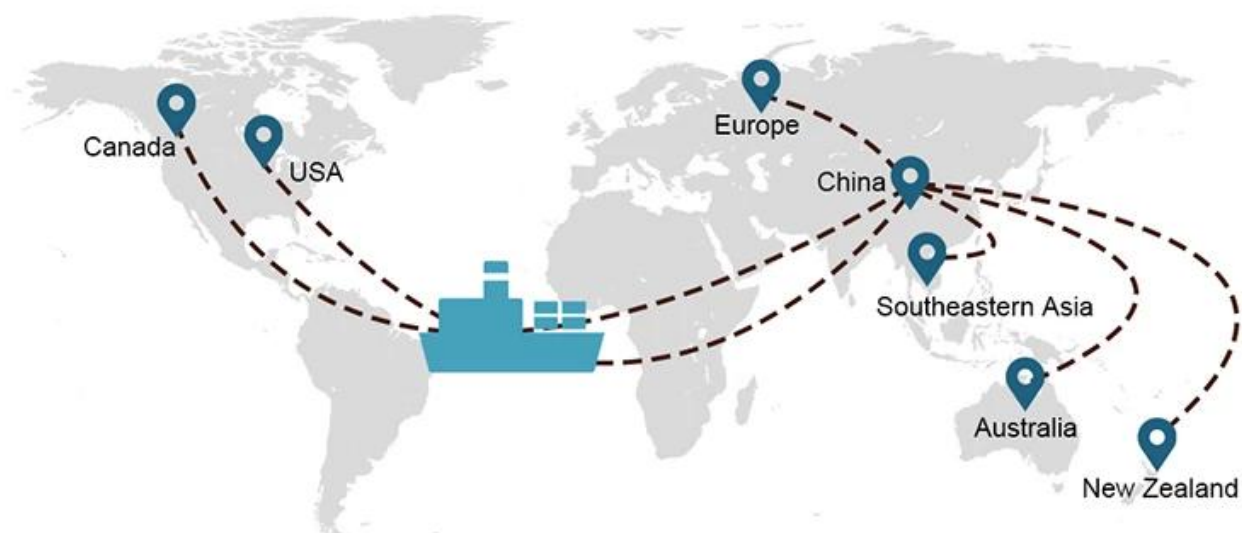 Canada
USA
Europe
China
Southeastern Asia
Australia
New Zealand